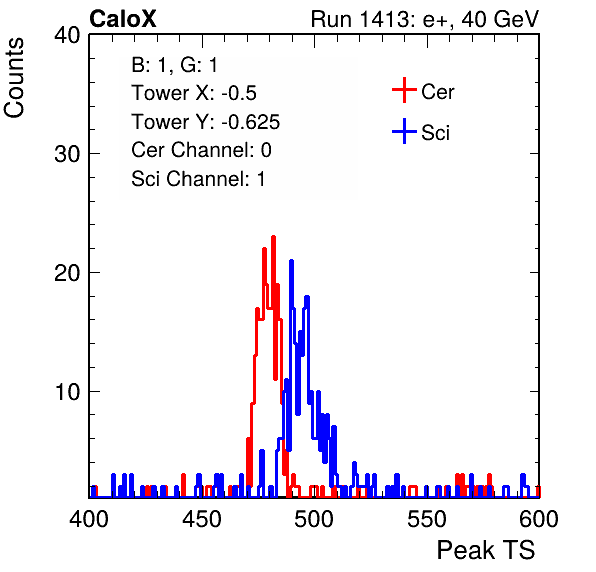 CaloX Run 1413: e+, 40 GeV
Counts
40
30
20
10
B: 1, G: 1
Tower X: -0.5
Tower Y: -0.625
Cer Channel: 0
Sci Channel: 1
Cer
Sci
400 450 500 550 600
Peak TS